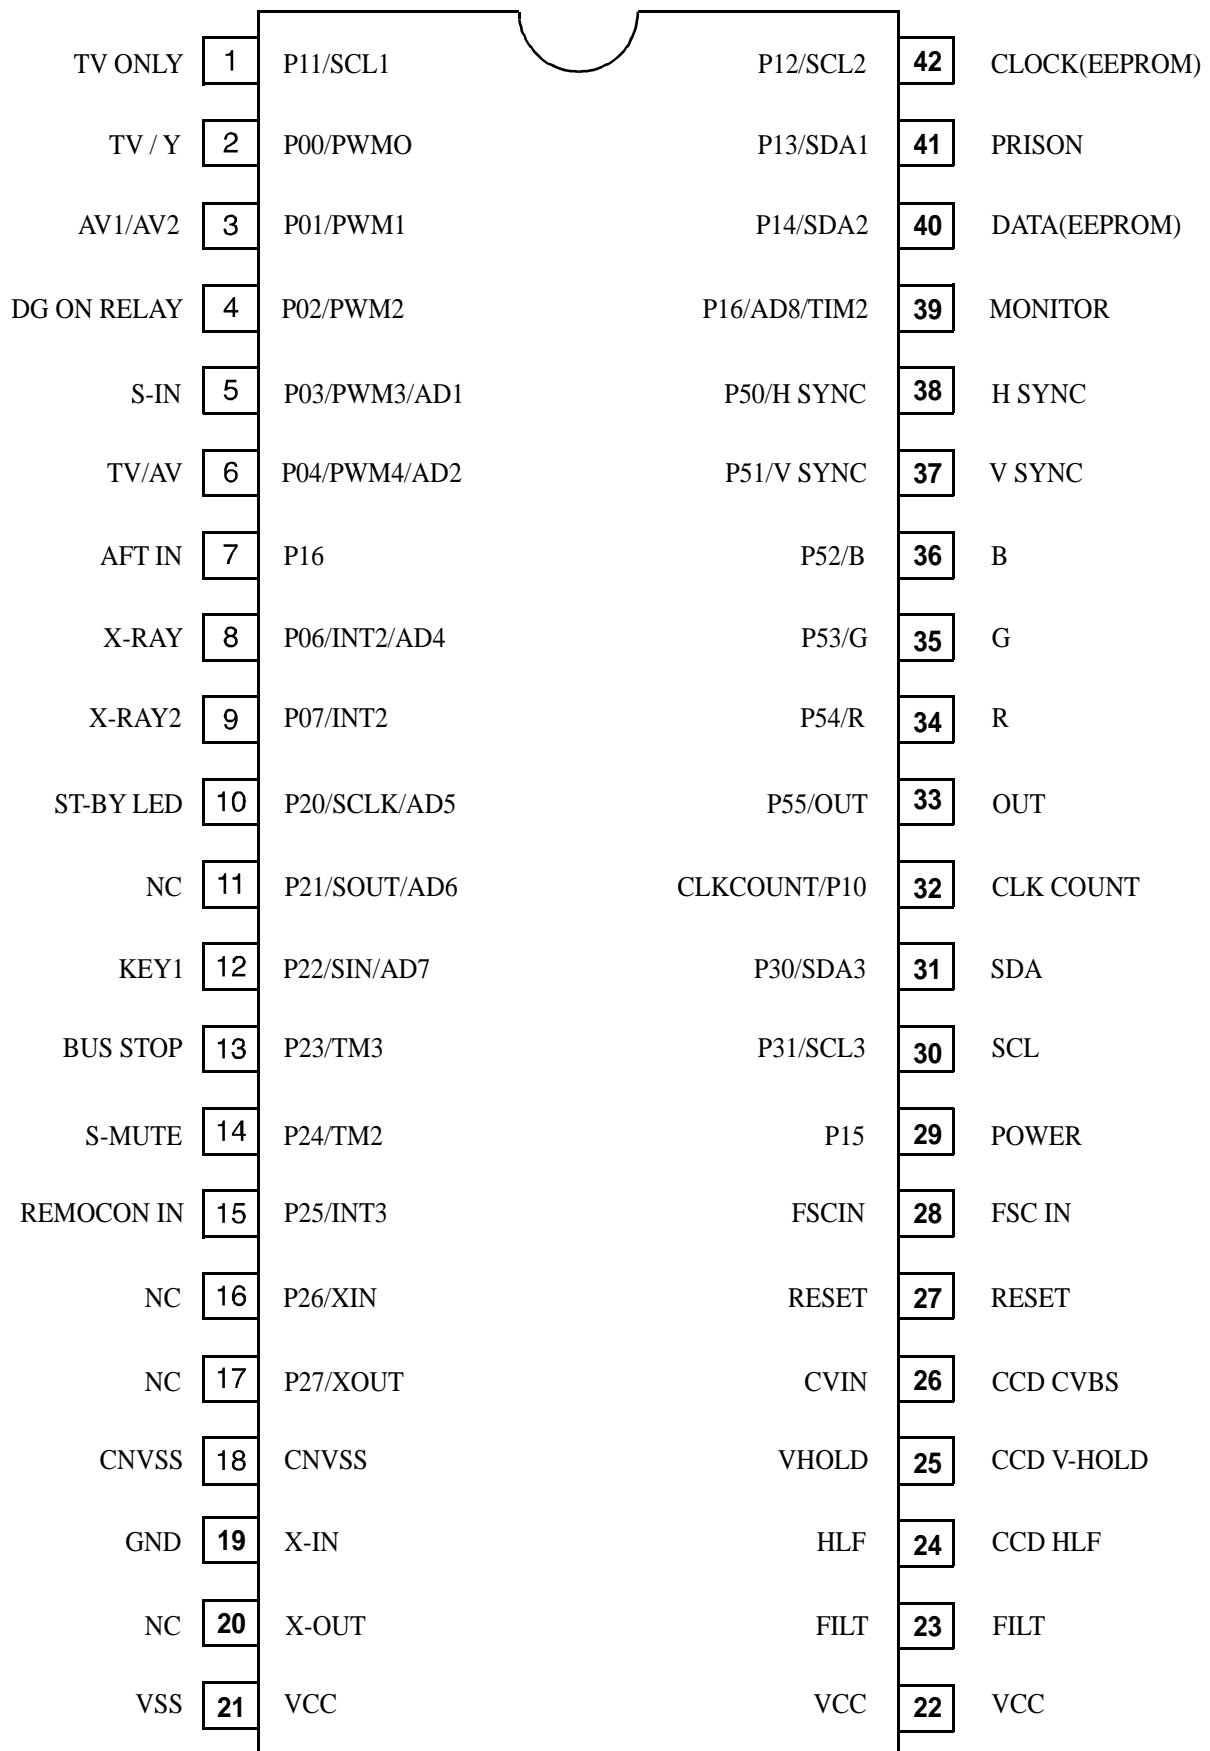 TV ONLY 1 P11/SCL1 P12/SCL2 42 CLOCK(EEPROM)
TV / Y 2 P00/PWMO P13/SDA1 41 PRISON
AV1/AV2 3 P01/PWM1 P14/SDA2 40 DATA(EEPROM)
DG ON RELAY 4 P02/PWM2 P16/AD8/TIM2 39 MONITOR
S-IN 5 P03/PWM3/AD1 P50/H SYNC 38 H SYNC
TV/AV 6 P04/PWM4/AD2 P51/V SYNC 37 V SYNC
AFT IN 7 P16 P52/B 36 B
X-RAY 8 P06/INT2/AD4 P53/G 35 G
X-RAY2 9 P07/INT2 P54/R 34 R
ST-BY LED 10 P20/SCLK/AD5 P55/OUT 33 OUT
NC 11 P21/SOUT/AD6 CLKCOUNT/P10 32 CLK COUNT
KEY1 12 P22/SIN/AD7 P30/SDA3 31 SDA
BUS STOP 13 P23/TM3 P31/SCL3 30 SCL
S-MUTE 14 P24/TM2 P15 29 POWER
REMOCON IN 15 P25/INT3 FSCIN 28 FSC IN
NC 16 P26/XIN RESET 27 RESET
NC 17 P27/XOUT CVIN 26 CCD CVBS
CNVSS 18 CNVSS VHOLD 25 CCD V-HOLD
GND 19 X-IN HLF 24 CCD HLF
NC 20 X-OUT FILT 23 FILT
VSS 21 VCC VCC 22 VCC